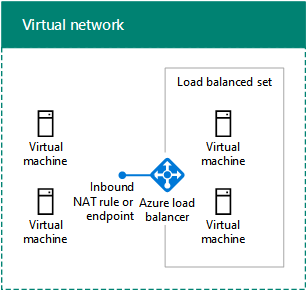 Virtual network
Load balanced set
Virtual
machine
Virtual
machine
Inbound
NAT rule or
endpoint
Azure load
balancer
Virtual
machine
Virtual
machine